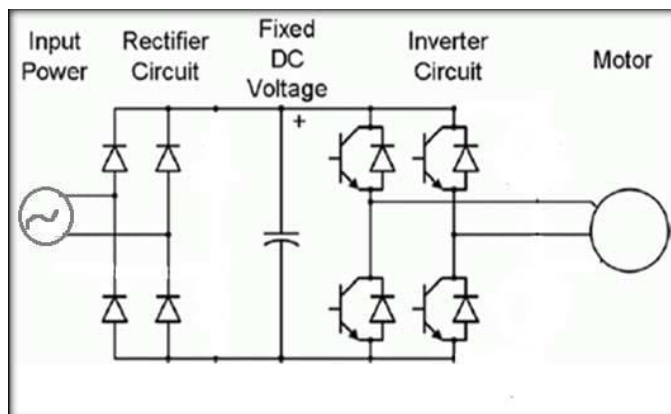 Input
Power
Rectifier
Circuit
Fixed
DC
Voltage
+
Inverter
Circuit
Motor